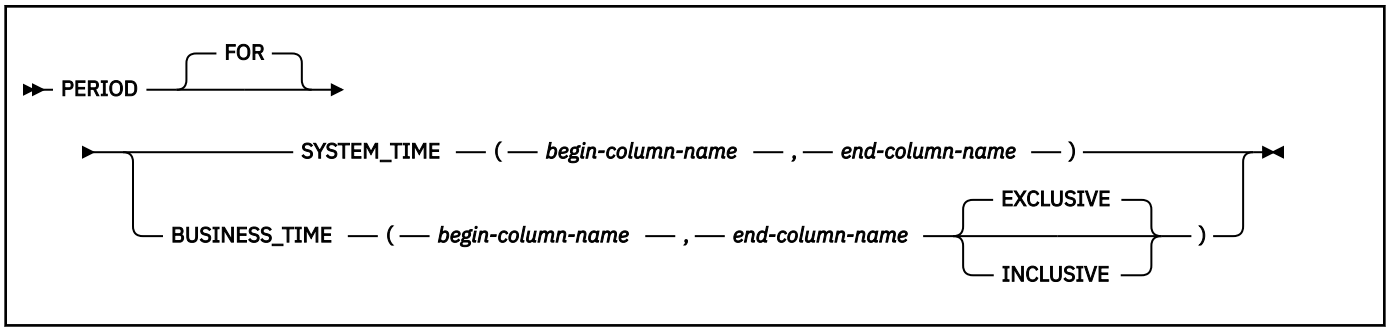 FOR
PERIOD
SYSTEM_TIME ( begin-column-name , end-column-name )
EXCLUSIVE
BUSINESS_TIME ( begin-column-name , end-column-name )
INCLUSIVE